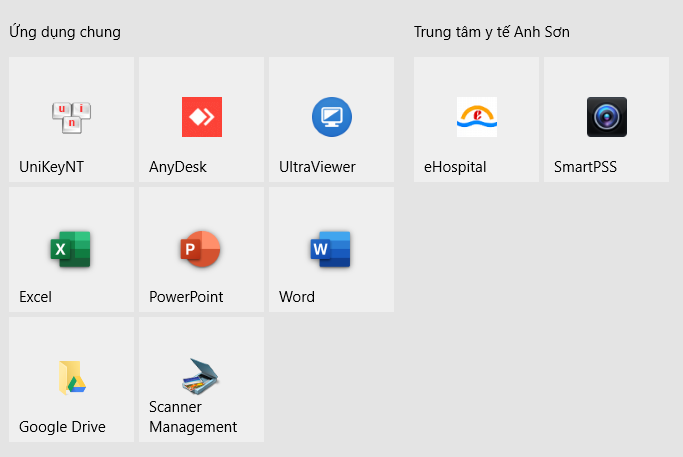 Ứng dụng chung
Trung tâm y tế Anh Sơn
u i
n
e
UniKeyNT
AnyDesk
UltraViewer
eHospital
SmartPSS
X
P
W
Excel
PowerPoint
Word
Google Drive
Scanner
Management